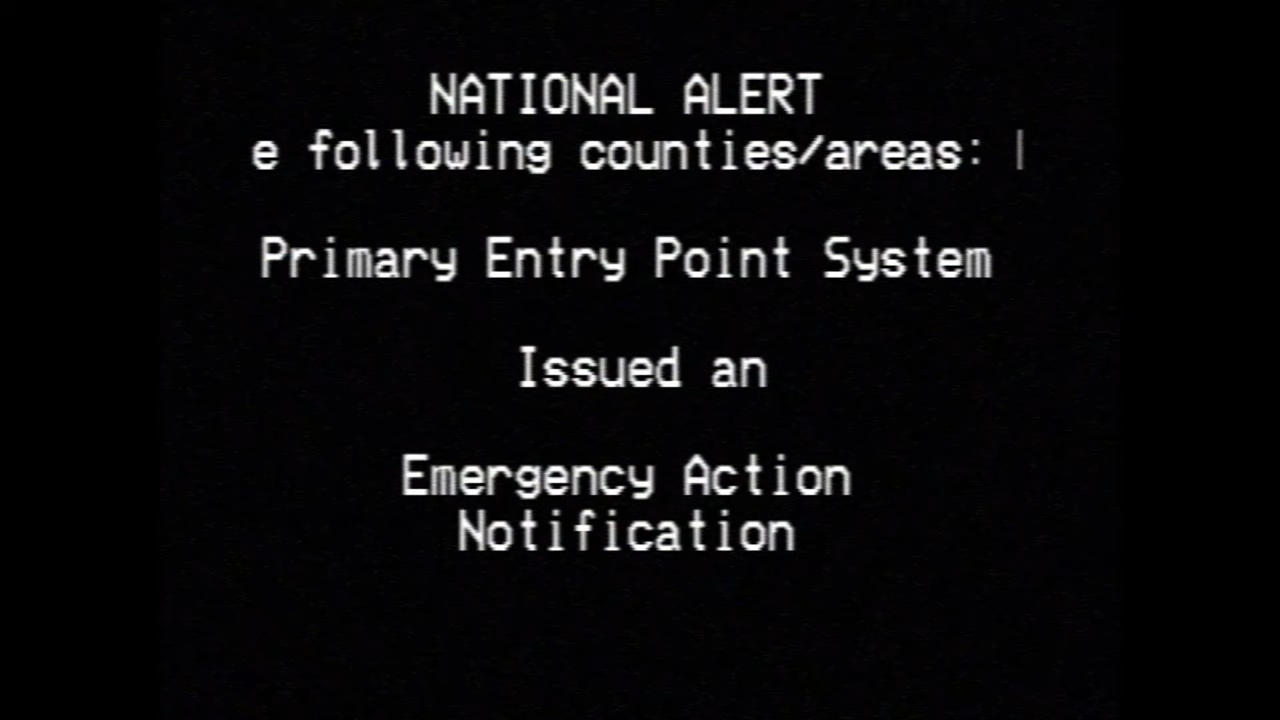 NATIONAL ALERT
e following counties/areas:
Primary Entry Point System
Issued an
Emergency Action
Notification